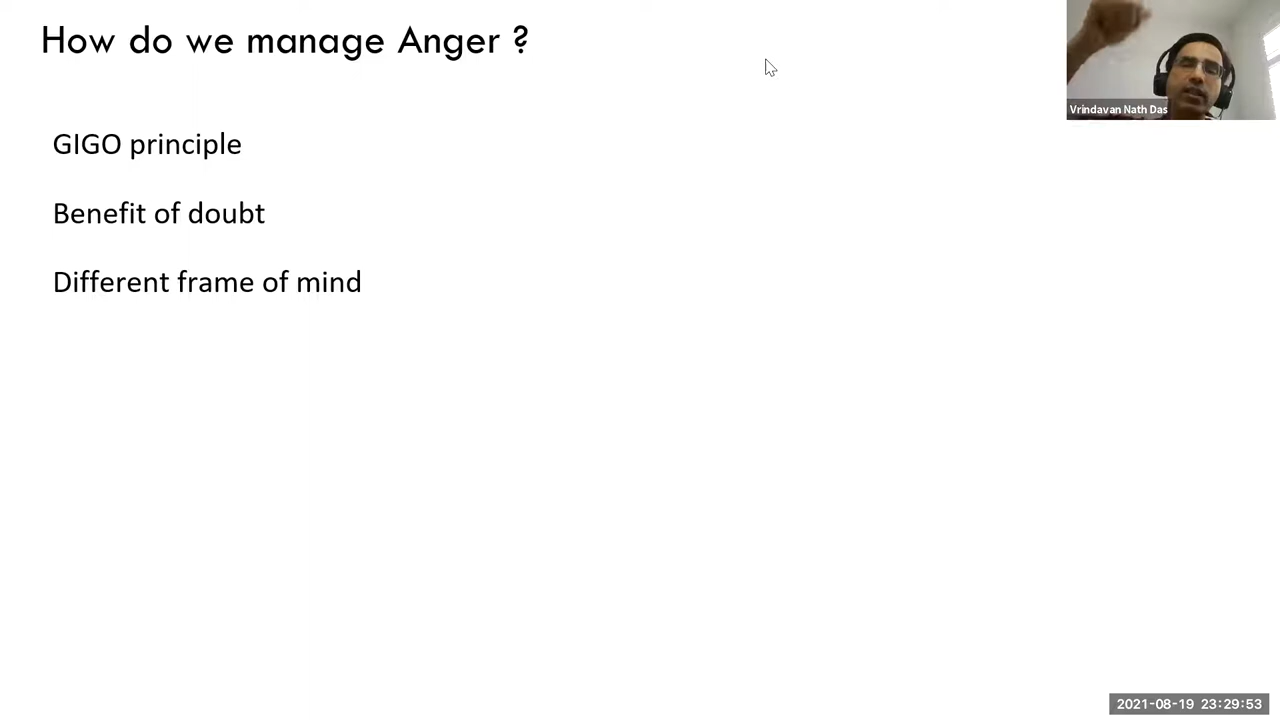 How do we manage Anger ?
Vrindavan Nath Das
GIGO principle
Benefit of doubt
Different frame of mind
2021-08-19 23:29:53